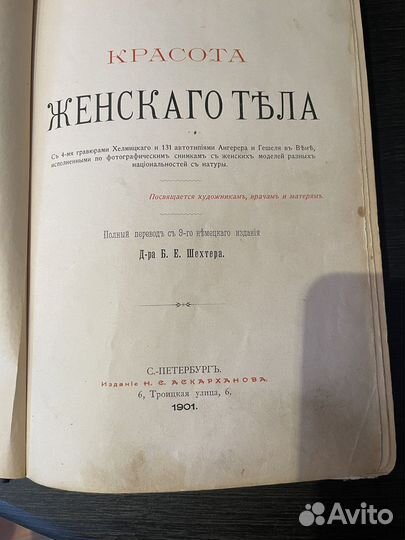 КРАСОТА
ЖЕНСКАГО ТѢЛА
Съ 4-мя гравюрами Хелмицкаго и 131 автотипіями Ангерера и Гешеля въ Вѣнѣ,
исполненными по фотографическимъ снимкамъ съ женскихъ моделей разныхъ
національностей съ натуры.
Посвящается художникамъ, врачамъ и матерямъ.
Полный переводъ съ 9-го нѣмецкаго изданія
Д-ра Б. Е. Шехтера.
С.-ПЕТЕРБУРГЪ.
Изданіе Н. С. АСКАРХАНОВА.
6, Троицкая улица, 6.
1901.
Avito